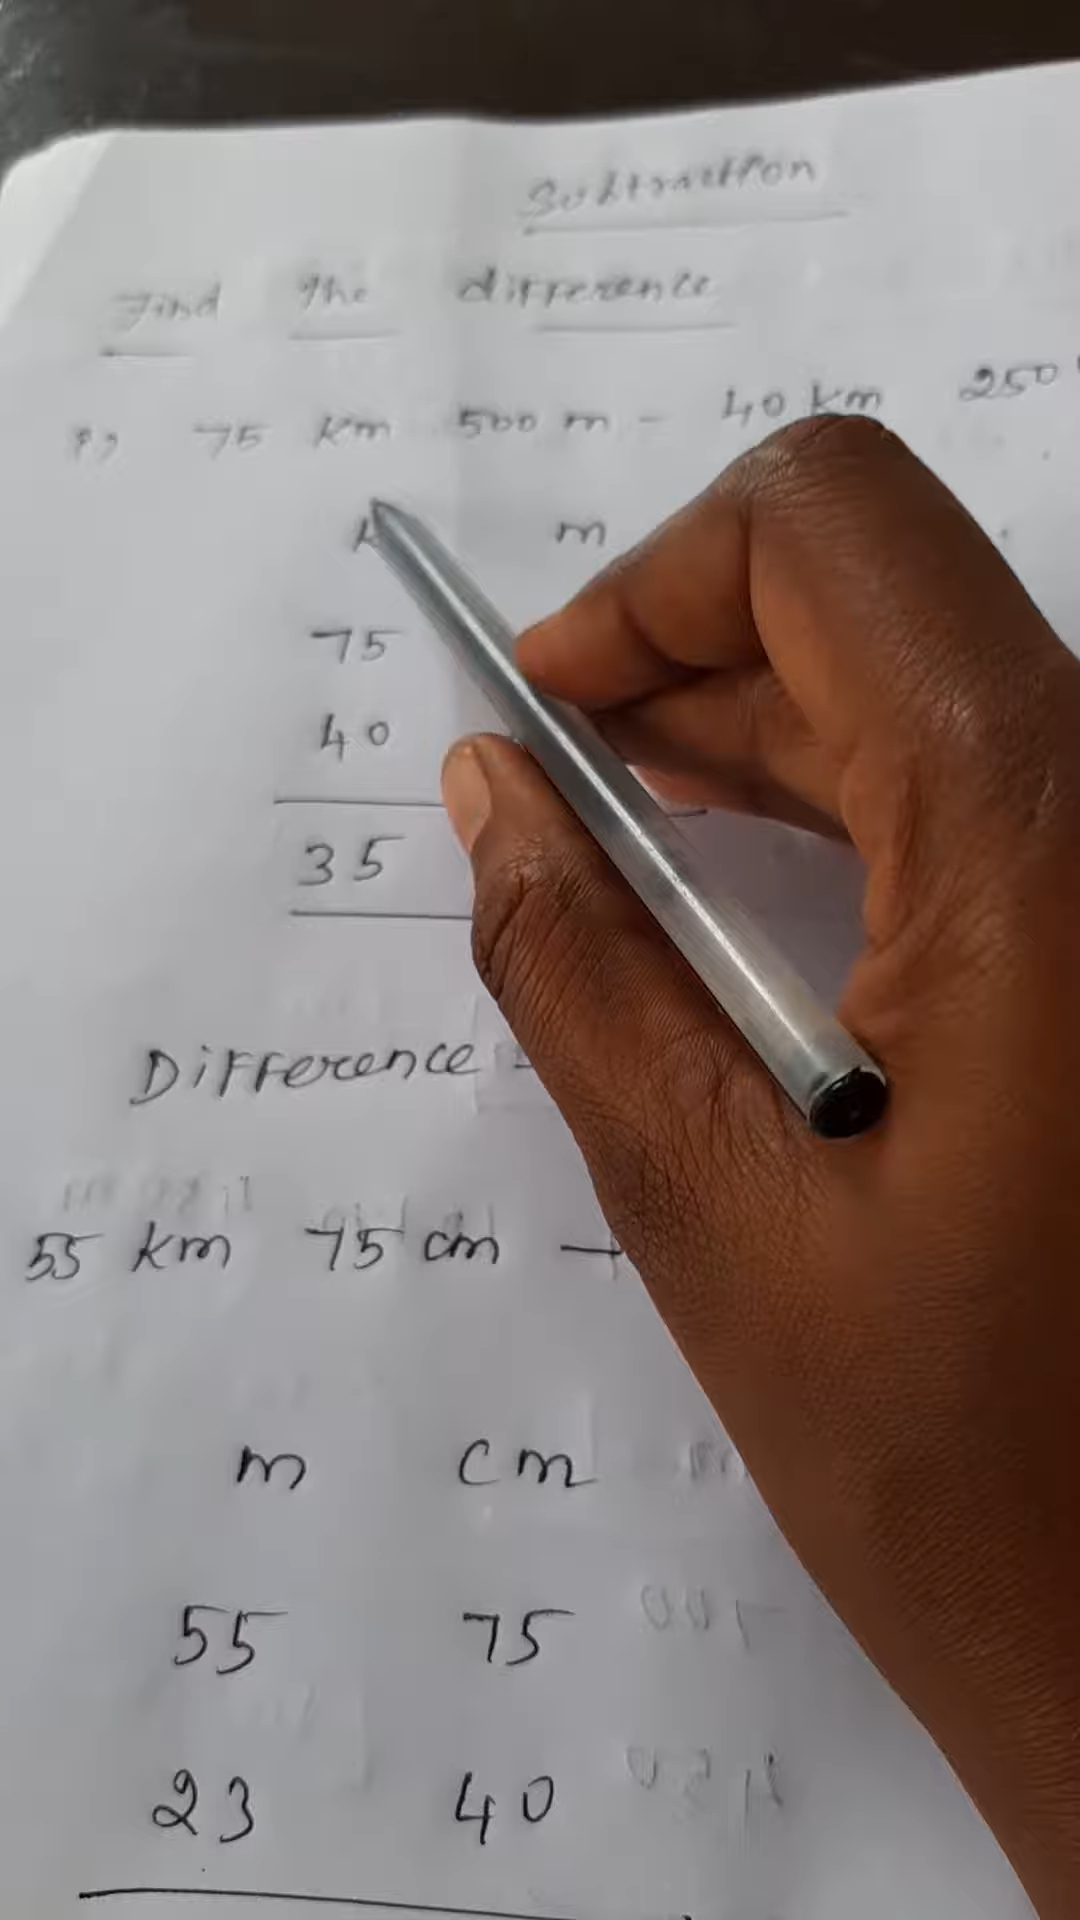 Subtraction
Find the difference
i, 75 Km 500 m - 40 km 250
m
75
40
35
Difference
55 km 75 cm
m cm
55 75
23 40